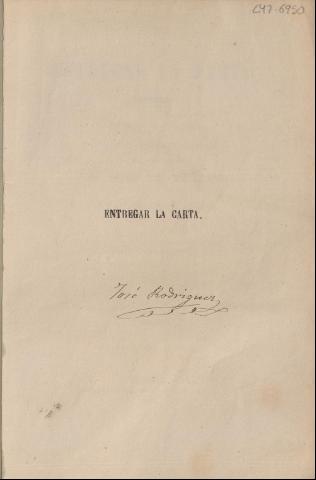 C47-6950
ENTREGAR LA CARTA.
José Rodriguez